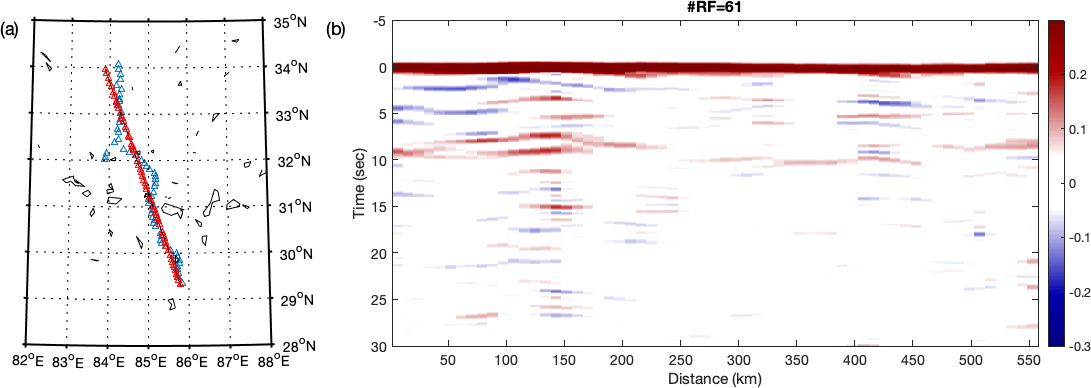 (a)
35°N
34°N
33°N
32°N
31°N
30°N
29°N
28°N
82°E 83°E 84°E 85°E 86°E 87°E 88°E
(b)
#RF=61
Time (sec)
-5
0
5
10
15
20
25
30
50 100 150 200 250 300 350 400 450 500 550
Distance (km)
0.2
0.1
0
-0.1
-0.2
-0.3